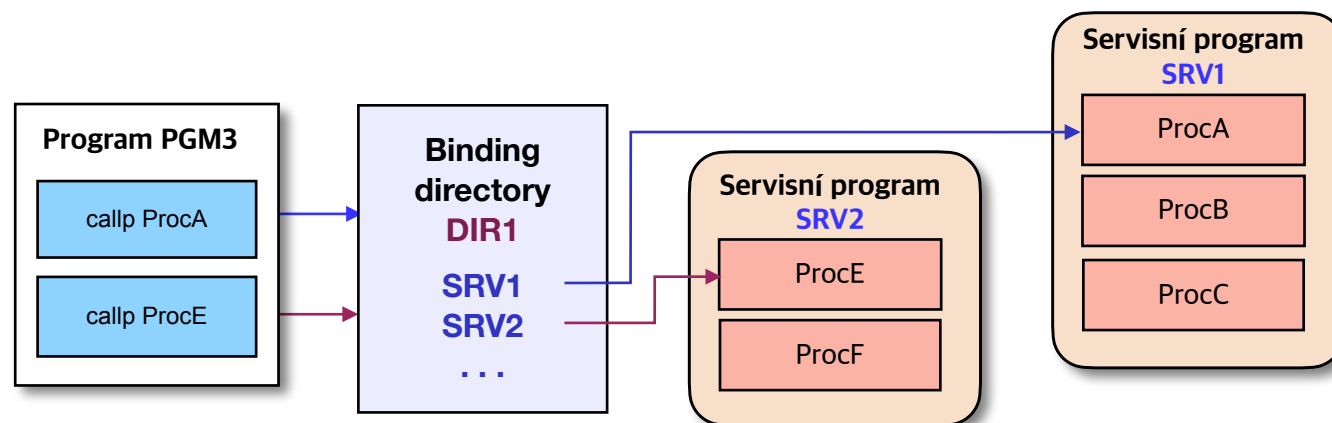 Program PGM3
callp ProcA
callp ProcE
Binding
directory
DIR1
SRV1
SRV2
. . .
Servisní program
SRV2
ProcE
ProcF
Servisní program
SRV1
ProcA
ProcB
ProcC